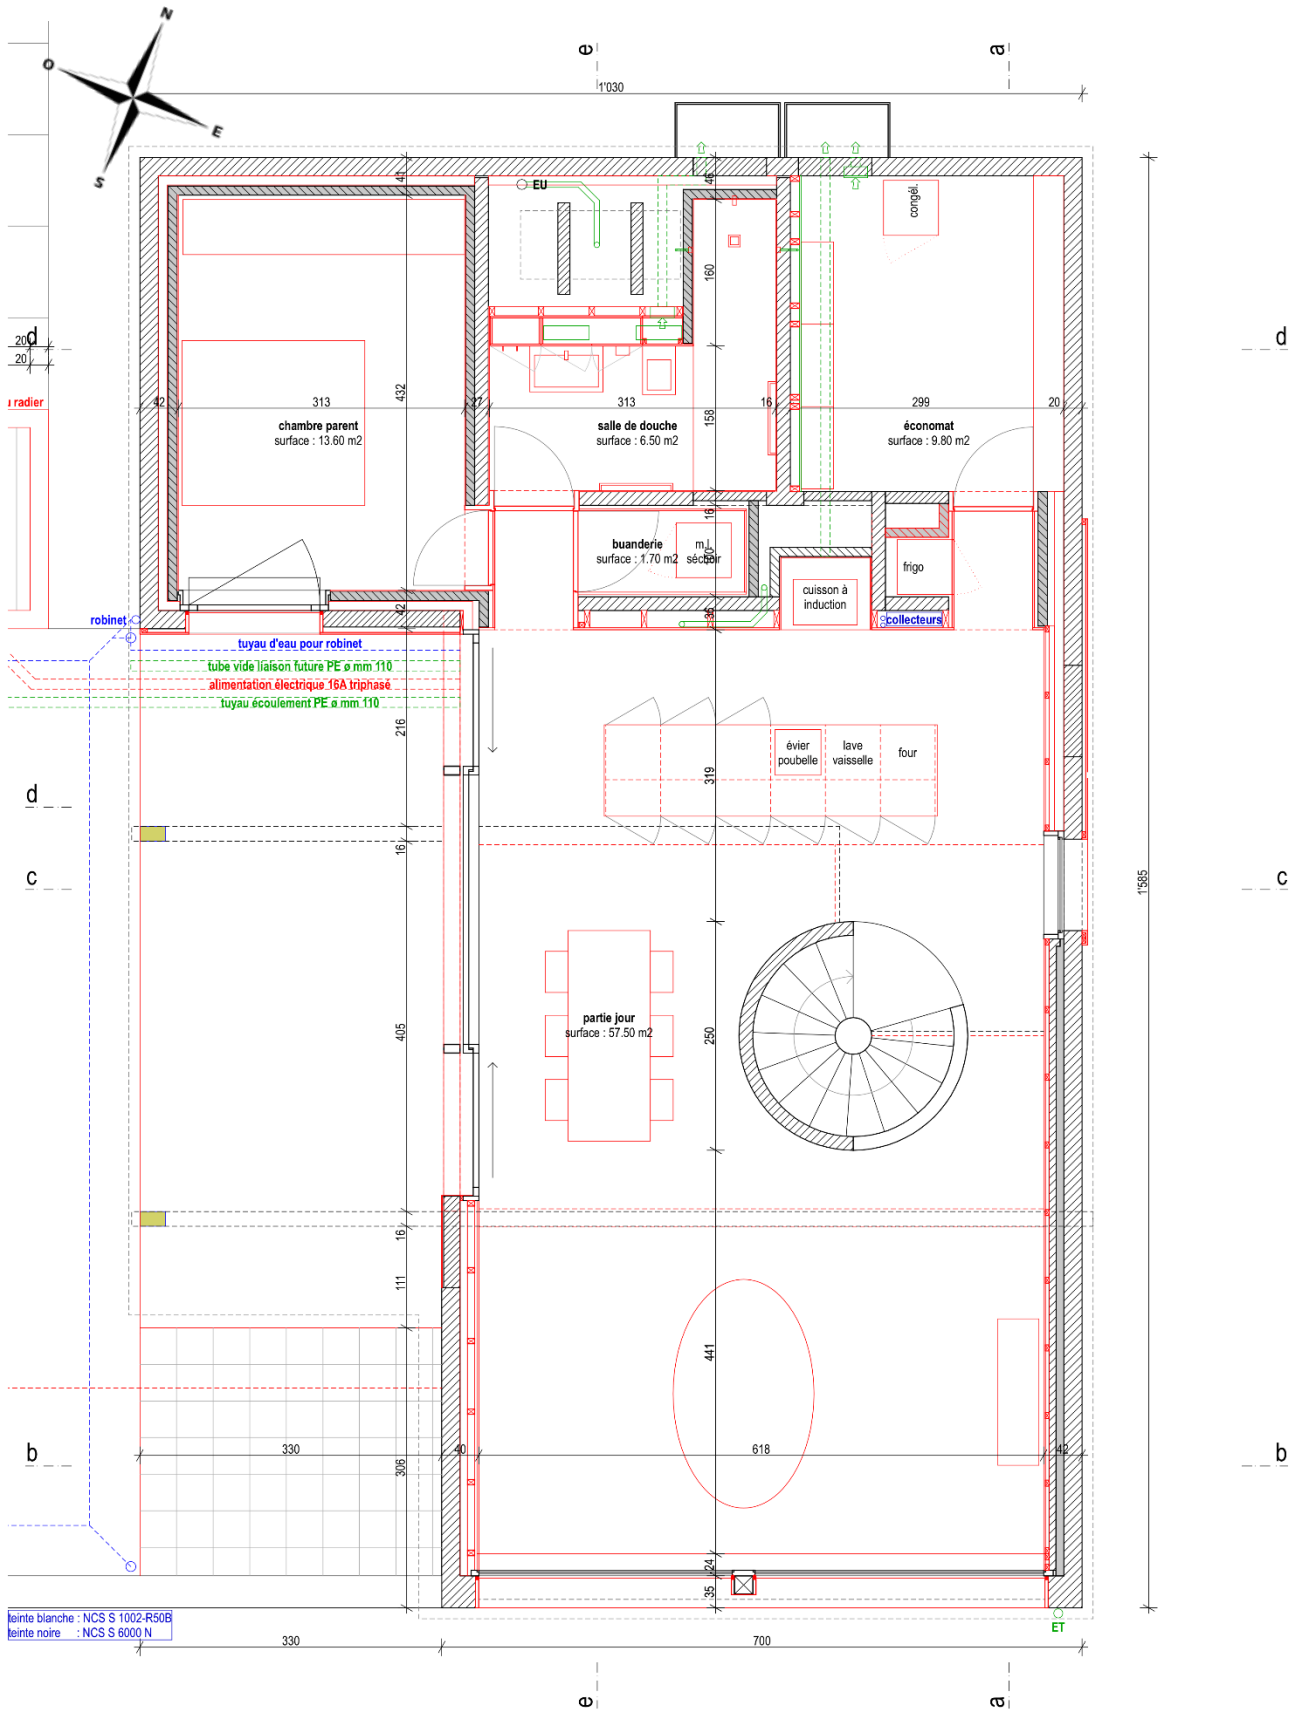 N
O
E
S
e
a
1'030
41
46
EU
congél.
160
d
d
20
20
u radier
432
42
313
27
313
16
299
20
158
chambre parent
surface : 13.60 m2
salle de douche
surface : 6.50 m2
économat
surface : 9.80 m2
16
buanderie
surface : 1.70 m2
m.l
séchoir
frigo
cuisson à
induction
42
35
collecteurs
robinet
tuyau d'eau pour robinet
tube vide liaison future PE ø mm 110
alimentation électrique 16A triphasé
tuyau écoulement PE ø mm 110
216
319
évier
poubelle
lave
vaisselle
four
d
16
c
c
1'585
405
250
partie jour
surface : 57.50 m2
16
111
441
b
b
330
40
618
42
306
24
35
teinte blanche : NCS S 1002-R50B
teinte noire : NCS S 6000 N
ET
330
700
e
a